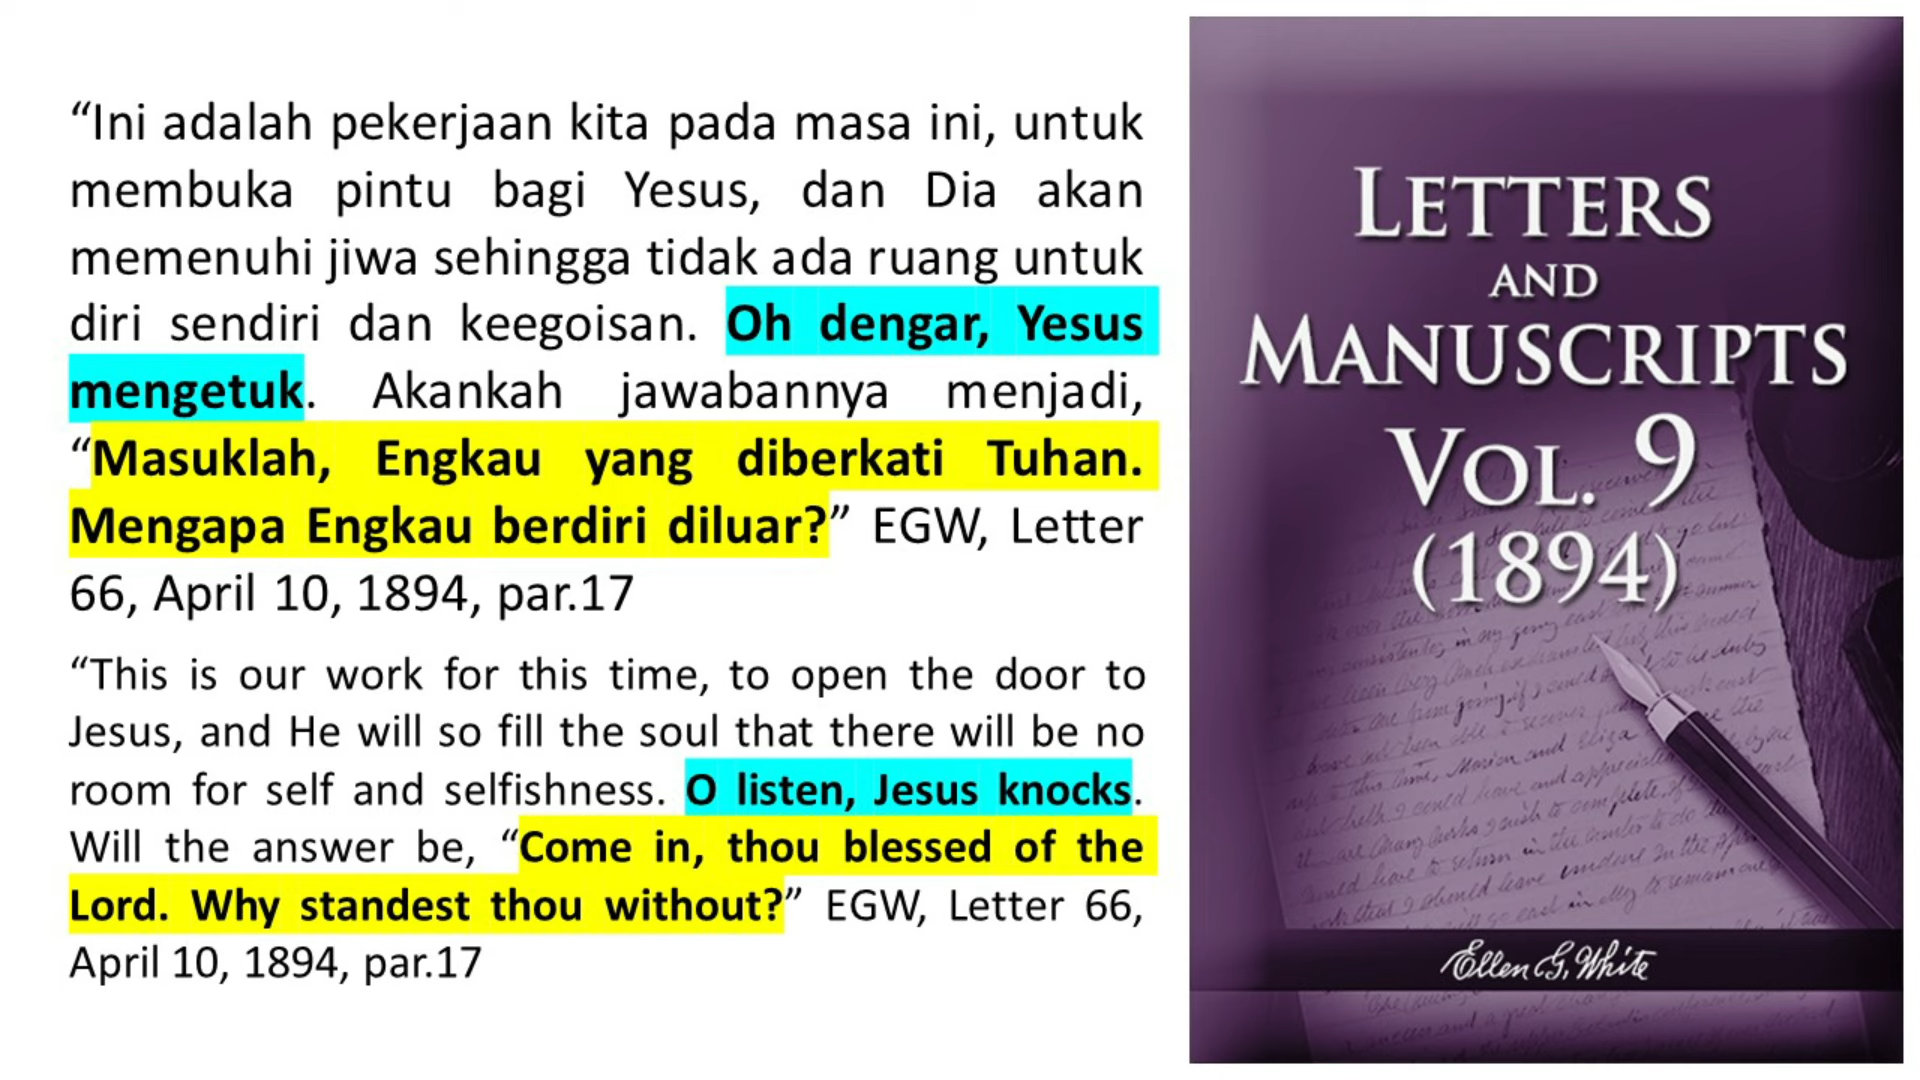 “Ini adalah pekerjaan kita pada masa ini, untuk
membuka pintu bagi Yesus, dan Dia akan
memenuhi jiwa sehingga tidak ada ruang untuk
diri sendiri dan keegoisan. Oh dengar, Yesus
mengetuk. Akankah jawabannya menjadi,
“Masuklah, Engkau yang diberkati Tuhan.
Mengapa Engkau berdiri diluar?” EGW, Letter
66, April 10, 1894, par.17
“This is our work for this time, to open the door to
Jesus, and He will so fill the soul that there will be no
room for self and selfishness. O listen, Jesus knocks.
Will the answer be, “Come in, thou blessed of the
Lord. Why standest thou without?” EGW, Letter 66,
April 10, 1894, par.17
LETTERS
AND
MANUSCRIPTS
VOL. 9
(1894)
Ellen G. White